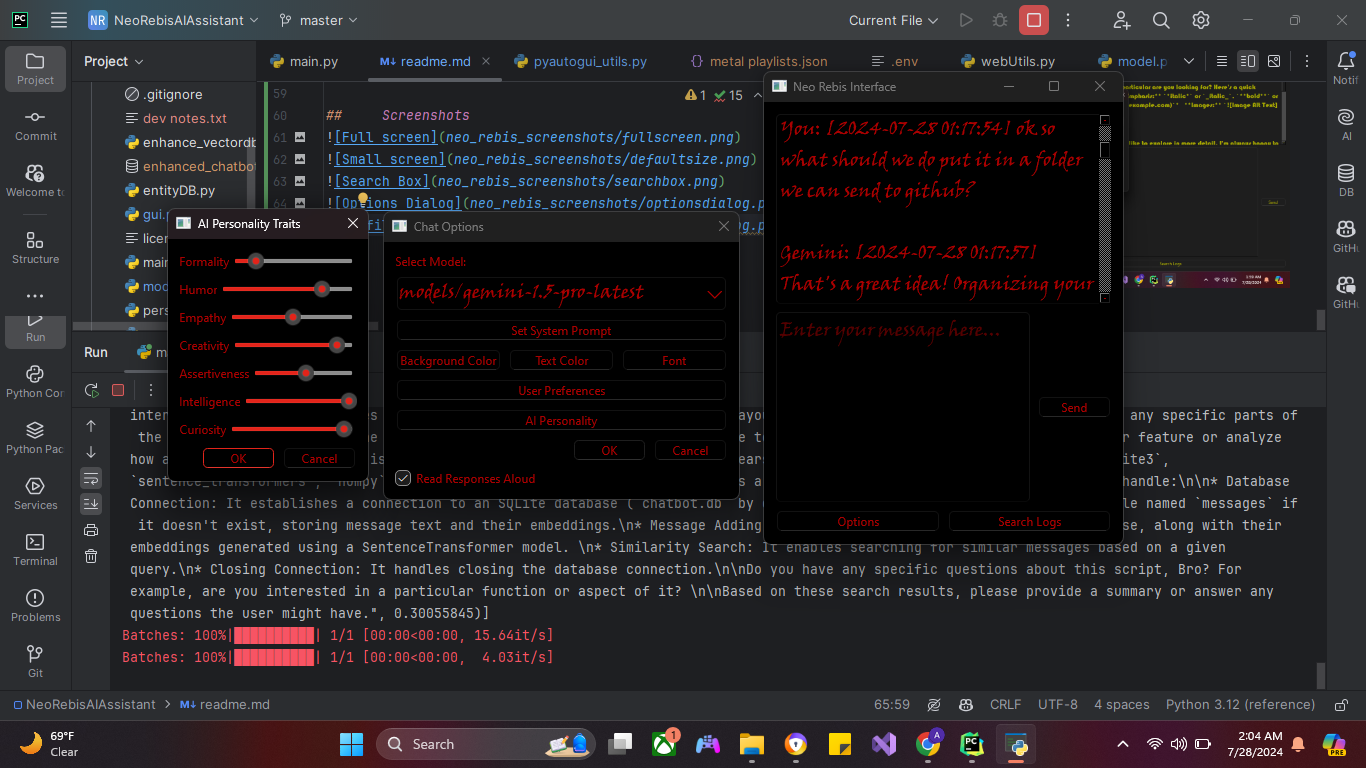 NR NeoRebisAIAssistant
master
Current File
Project
main.py
readme.md
pyautogui_utils.py
metal playlists.json
.env
webUtils.py
model.p
Project
Commit
Welcome to
Structure
Run
Python Con
Python Pac
Services
Terminal
Problems
Git
.gitignore
dev notes.txt
enhance_vectordb
enhanced_chatbot
entityDB.py
gui.
licen
main
mod
pers
59
60 ## Screenshots
61 ![Full screen](neo_rebis_screenshots/fullscreen.png)
62 ![Small screen](neo_rebis_screenshots/defaultsize.png)
63 ![Search Box](neo_rebis_screenshots/searchbox.png)
64 ![Options Dialog](neo_rebis_screenshots/optionsdialog.p
1 15
AI Personality Traits
Formality
Humor
Empathy
Creativity
Assertiveness
Intelligence
Curiosity
OK Cancel
Chat Options
Select Model:
models/gemini-1.5-pro-latest
Set System Prompt
Background Color Text Color Font
User Preferences
AI Personality
OK Cancel
Read Responses Aloud
Neo Rebis Interface
You: [2024-07-28 01:17:54] ok,so
what should we do put it in a folder
we can send to github?
Gemini: [2024-07-28 01:17:57]
That's a great idea! Organizing your
Enter your message here...
Send
Options Search Logs
Notif
AI
DB
GitH
GitH
Run
any specific parts of
r feature or analyze
Connection: It establishes a connection to an SQLite database (`chatbot.db` by
le named `messages` if
it doesn't exist, storing message text and their embeddings.\n* Message Adding
se, along with their
embeddings generated using a SentenceTransformer model. \n* Similarity Search: It enables searching for similar messages based on a given
query.\n* Closing Connection: It handles closing the database connection.\n\nDo you have any specific questions about this script, Bro? For
example, are you interested in a particular function or aspect of it? \n\nBased on these search results, please provide a summary or answer any
questions the user might have.", 0.30055845)]
Batches: 100%|██████████| 1/1 [00:00<00:00, 15.64it/s]
Batches: 100%|██████████| 1/1 [00:00<00:00, 4.03it/s]
NeoRebisAIAssistant > readme.md
65:59 CRLF UTF-8 4 spaces Python 3.12 (reference)
69°F
Clear
Search
1
2:04 AM
7/28/2024